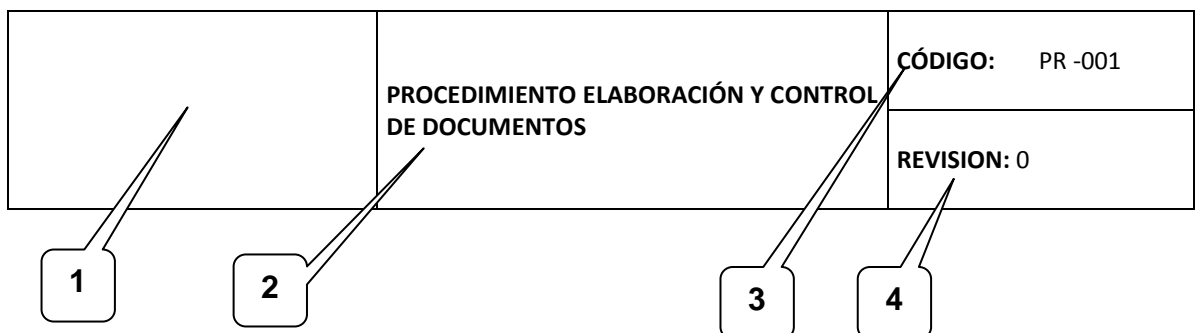 CÓDIGO: PR -001
PROCEDIMIENTO ELABORACIÓN Y CONTROL
DE DOCUMENTOS
REVISION: 0
1
2
3
4